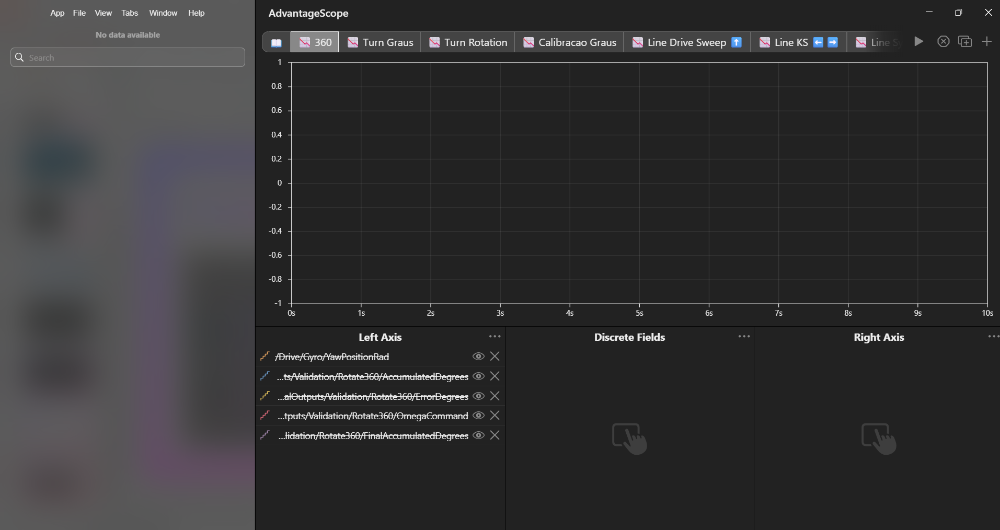 App File View Tabs Window Help
No data available
Search
AdvantageScope
360 Turn Graus Turn Rotation Calibracao Graus Line Drive Sweep ⬆️ Line KS ⬅️ ➡️ Line Sy
1
0.8
0.6
0.4
0.2
0
-0.2
-0.4
-0.6
-0.8
-1
0s 1s 2s 3s 4s 5s 6s 7s 8s 9s 10s
Left Axis
/Drive/Gyro/YawPositionRad
...ts/Validation/Rotate360/AccumulatedDegrees
...alOutputs/Validation/Rotate360/ErrorDegrees
...tputs/Validation/Rotate360/OmegaCommand
...lidation/Rotate360/FinalAccumulatedDegrees
Discrete Fields
Right Axis